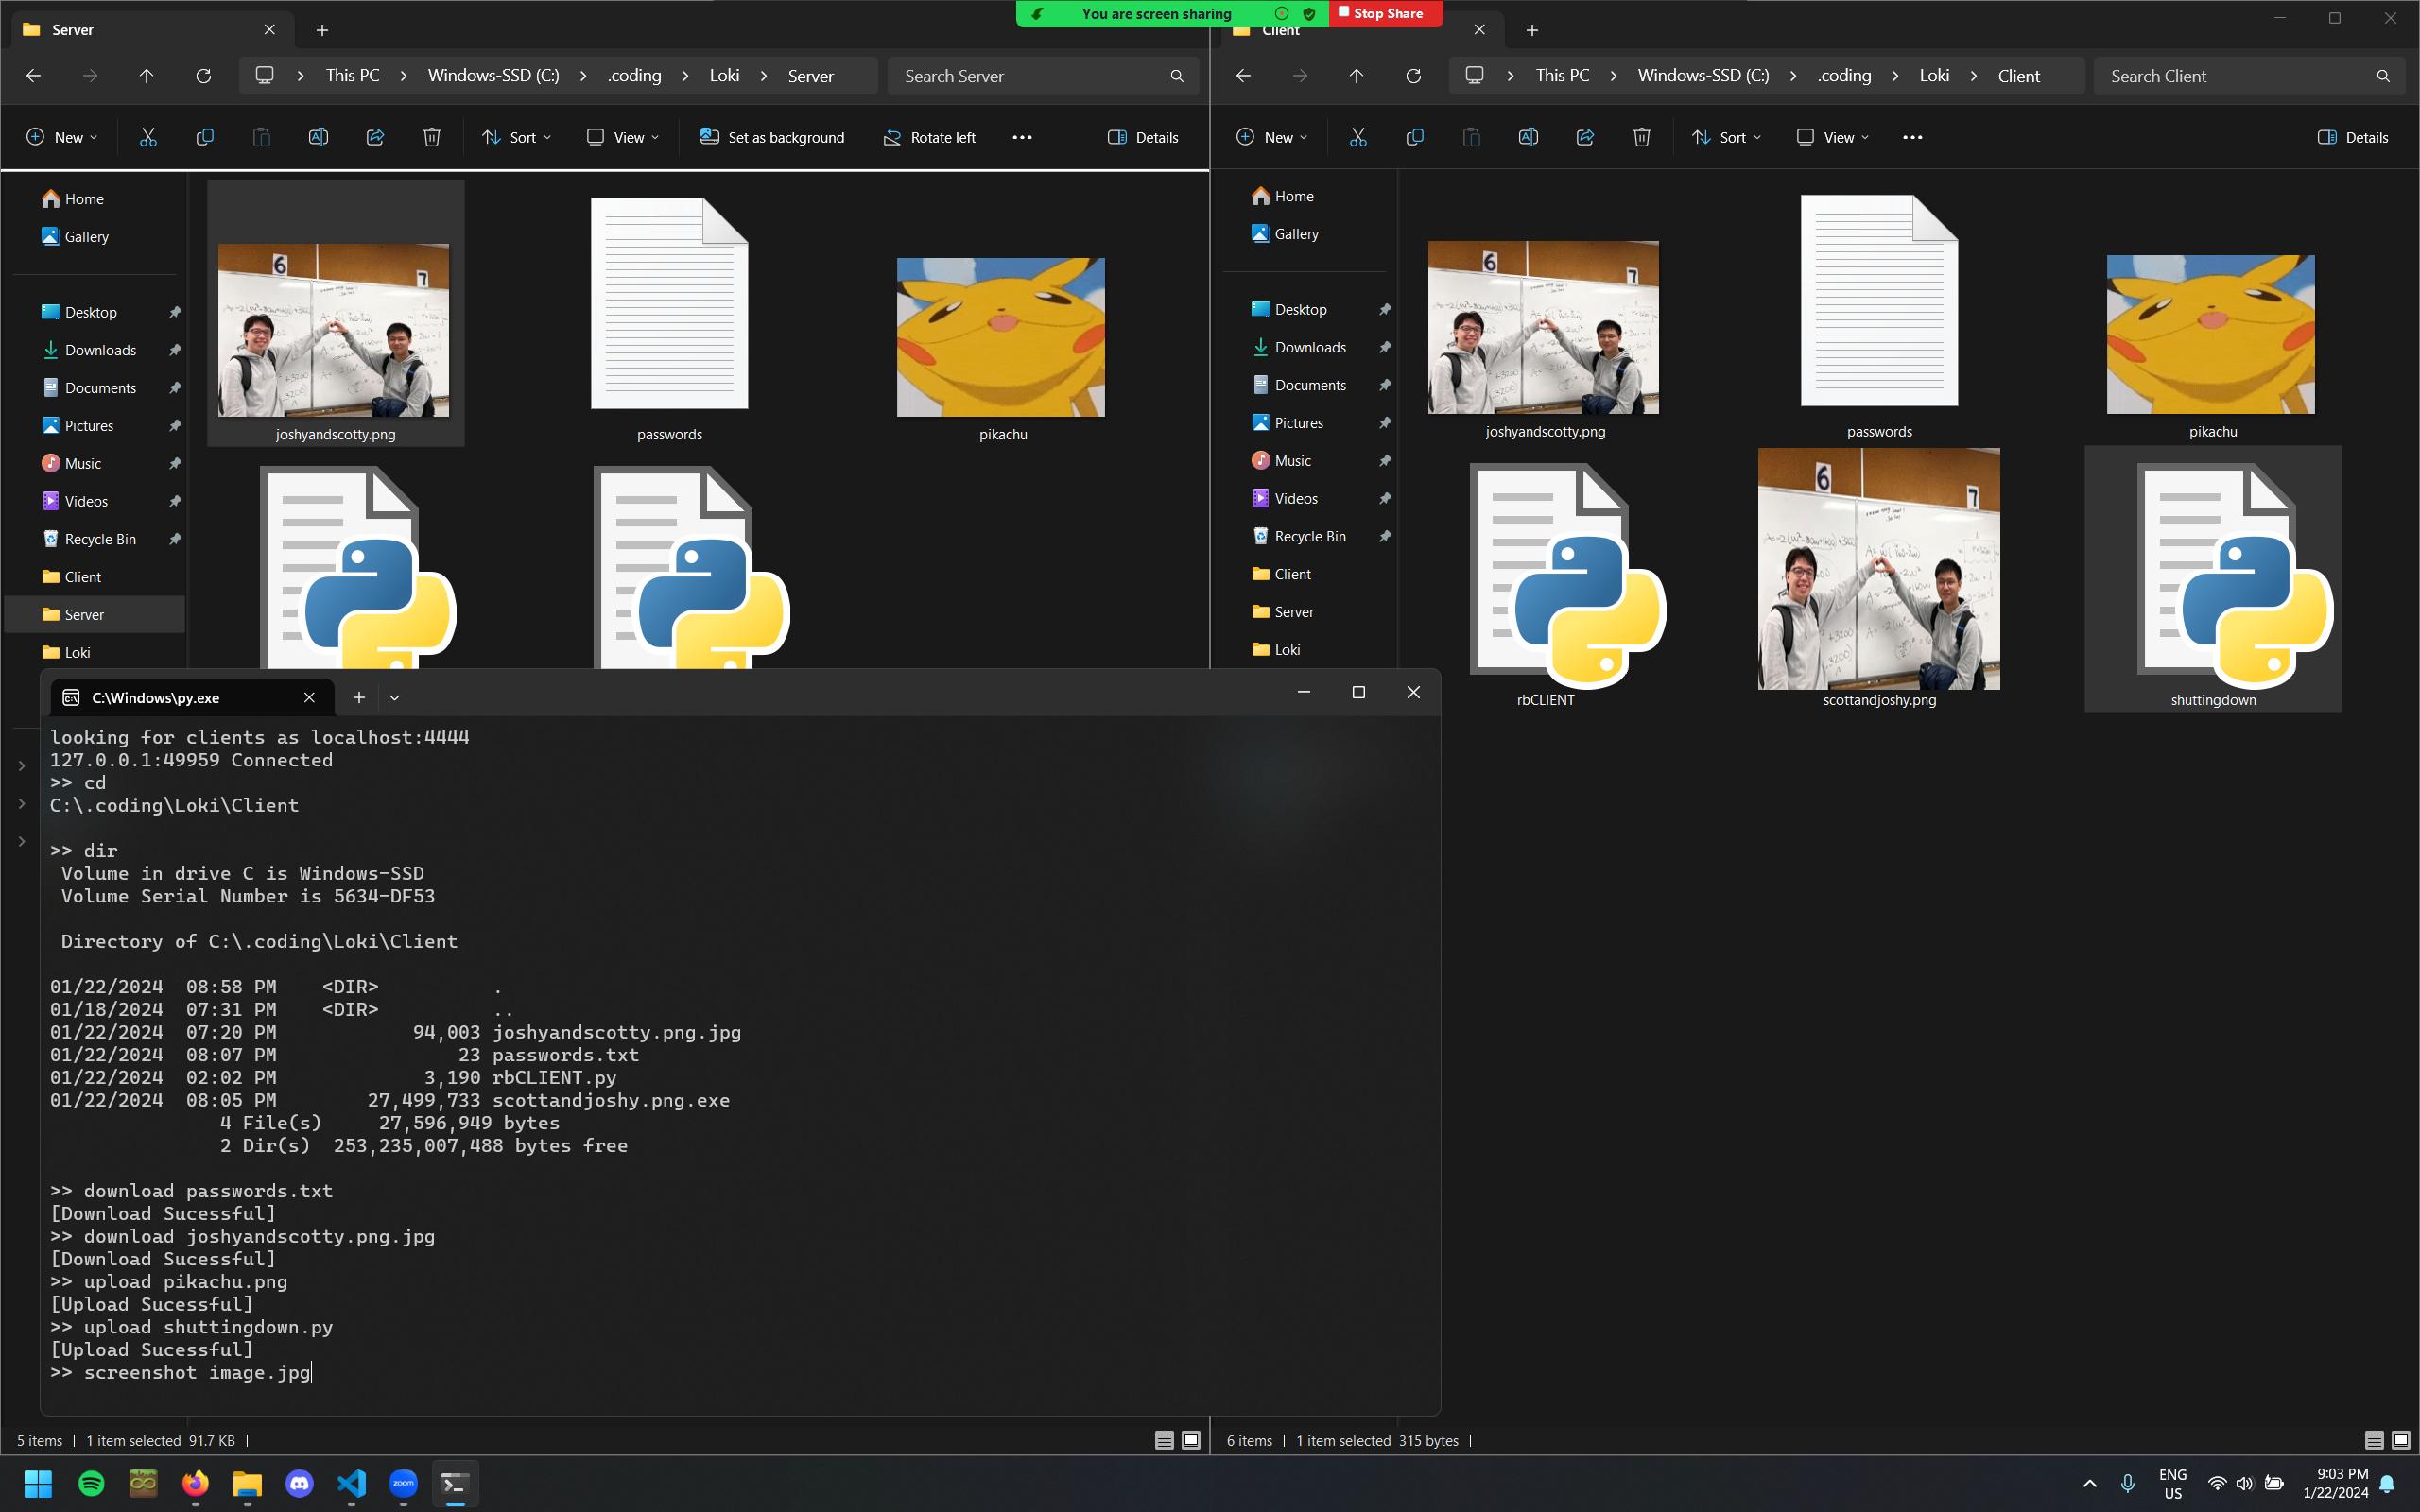 You are screen sharing
Stop Share
Server
This PC > Windows-SSD (C:) > .coding > Loki > Server
Search Server
New
Sort
View
Set as background
Rotate left
Details
Home
Gallery
Desktop
Downloads
Documents
Pictures
Music
Videos
Recycle Bin
Client
Server
Loki
6
7
joshyandscotty.png
passwords
pikachu
Client
This PC > Windows-SSD (C:) > .coding > Loki > Client
Search Client
New
Sort
View
Details
Home
Gallery
Desktop
Downloads
Documents
Pictures
Music
Videos
Recycle Bin
Client
Server
Loki
6
7
joshyandscotty.png
passwords
pikachu
6
7
rbCLIENT
scottandjoshy.png
shuttingdown
C:\Windows\py.exe
looking for clients as localhost:4444
127.0.0.1:49959 Connected
>> cd
C:\.coding\Loki\Client
>> dir
Volume in drive C is Windows-SSD
Volume Serial Number is 5634-DF53
Directory of C:\.coding\Loki\Client
01/22/2024  08:58 PM    <DIR>          .
01/18/2024  07:31 PM    <DIR>          ..
01/22/2024  07:20 PM            94,003 joshyandscotty.png.jpg
01/22/2024  08:07 PM                23 passwords.txt
01/22/2024  02:02 PM             3,190 rbCLIENT.py
01/22/2024  08:05 PM        27,499,733 scottandjoshy.png.exe
4 File(s)     27,596,949 bytes
2 Dir(s)  253,235,007,488 bytes free
>> download passwords.txt
[Download Sucessful]
>> download joshyandscotty.png.jpg
[Download Sucessful]
>> upload pikachu.png
[Upload Sucessful]
>> upload shuttingdown.py
[Upload Sucessful]
>> screenshot image.jpg
5 items | 1 item selected 91.7 KB |
6 items | 1 item selected 315 bytes |
zoom
ENG
US
9:03 PM
1/22/2024